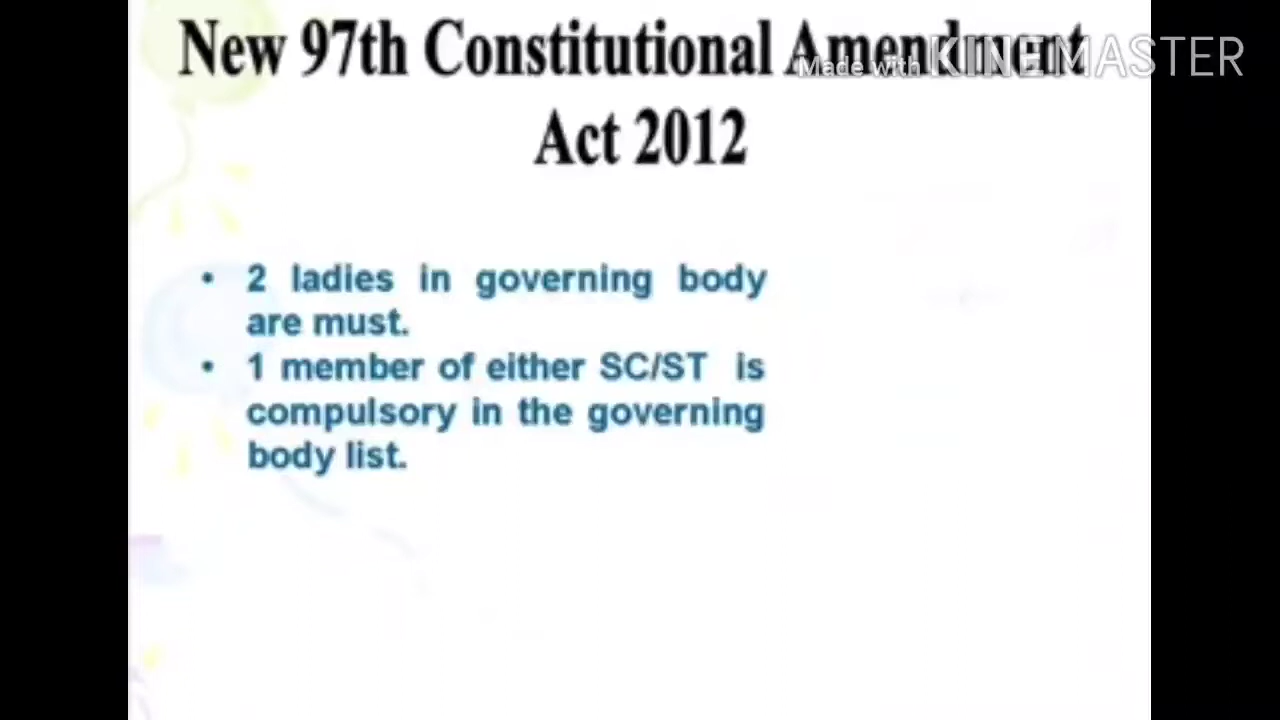 New 97th Constitutional Amendment
Made with KINEMASTER
Act 2012
• 2 ladies in governing body
are must.
• 1 member of either SC/ST is
compulsory in the governing
body list.